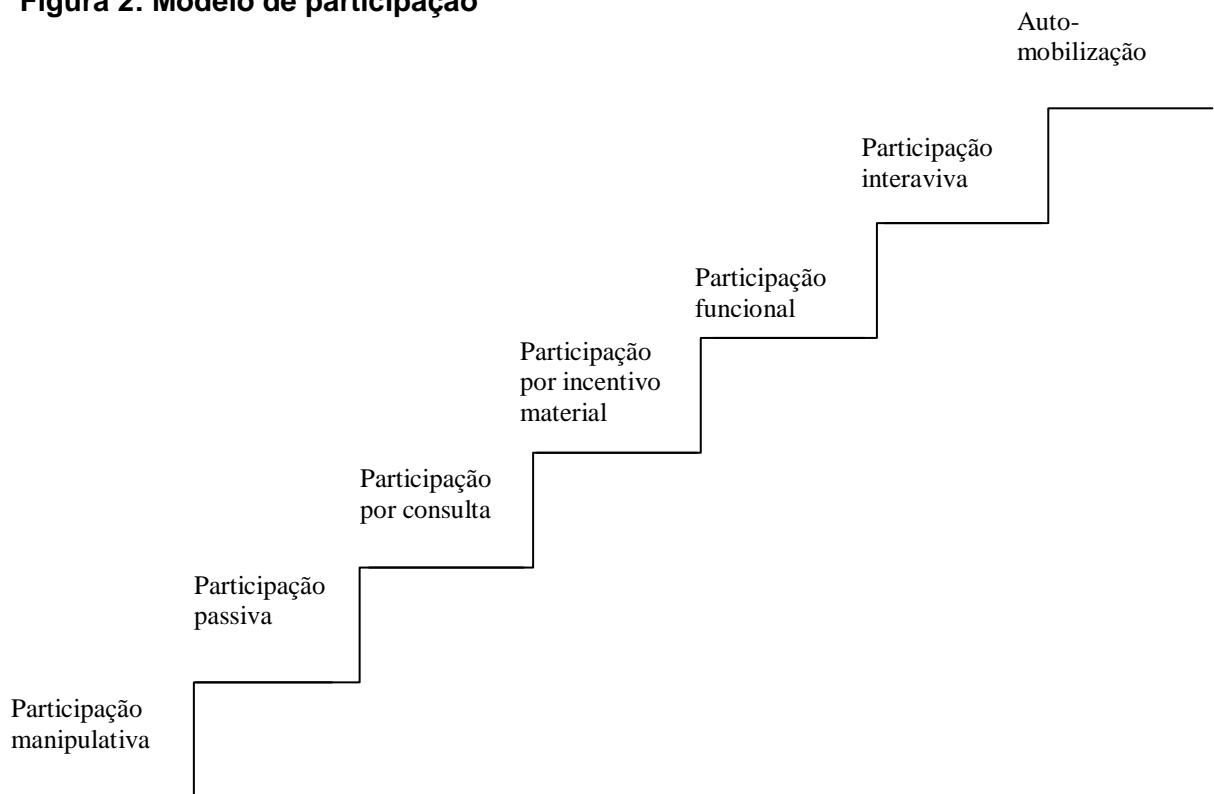 Figura 2: Modelo de participação
Auto-
mobilização
Participação
interaviva
Participação
funcional
Participação
por incentivo
material
Participação
por consulta
Participação
passiva
Participação
manipulativa